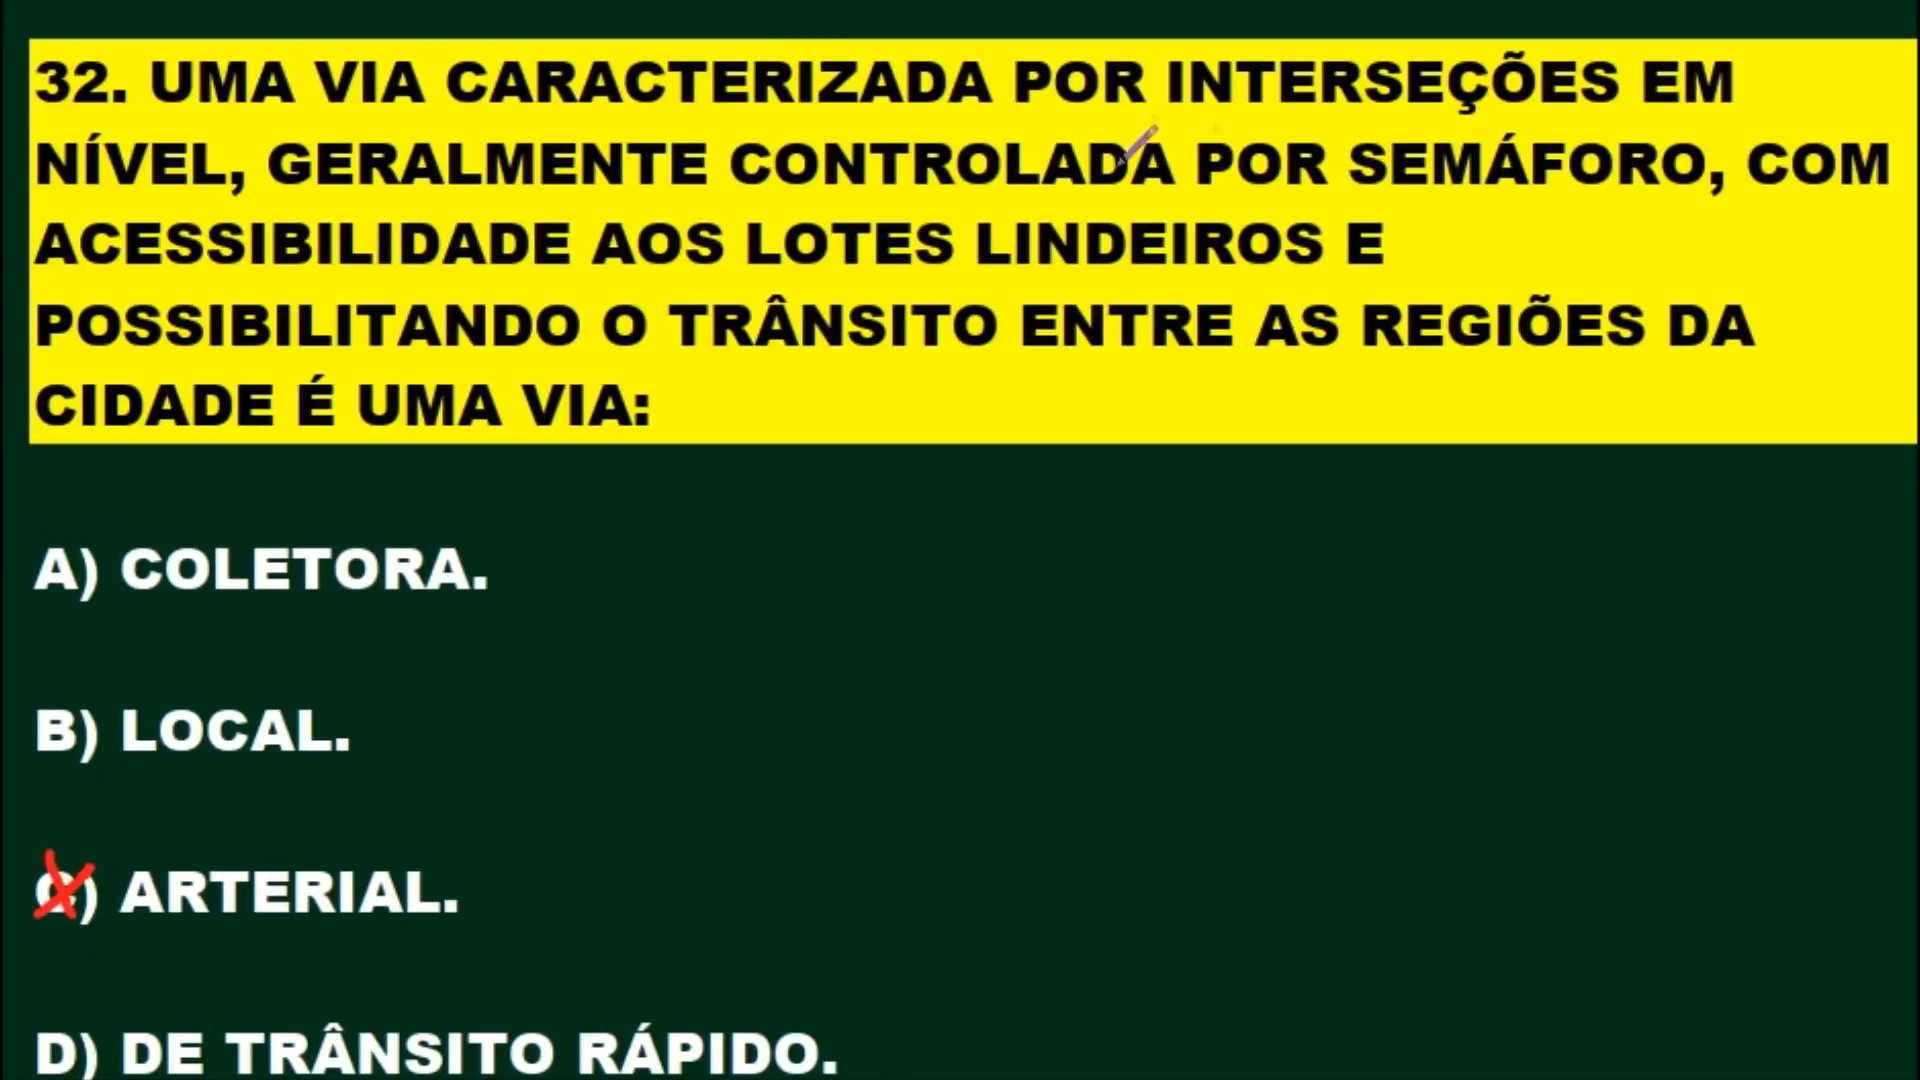 32. UMA VIA CARACTERIZADA POR INTERSEÇÕES EM
NÍVEL, GERALMENTE CONTROLADA POR SEMÁFORO, COM
ACESSIBILIDADE AOS LOTES LINDEIROS E
POSSIBILITANDO O TRÂNSITO ENTRE AS REGIÕES DA
CIDADE É UMA VIA:
A) COLETORA.
B) LOCAL.
C) ARTERIAL.
D) DE TRÂNSITO RÁPIDO.